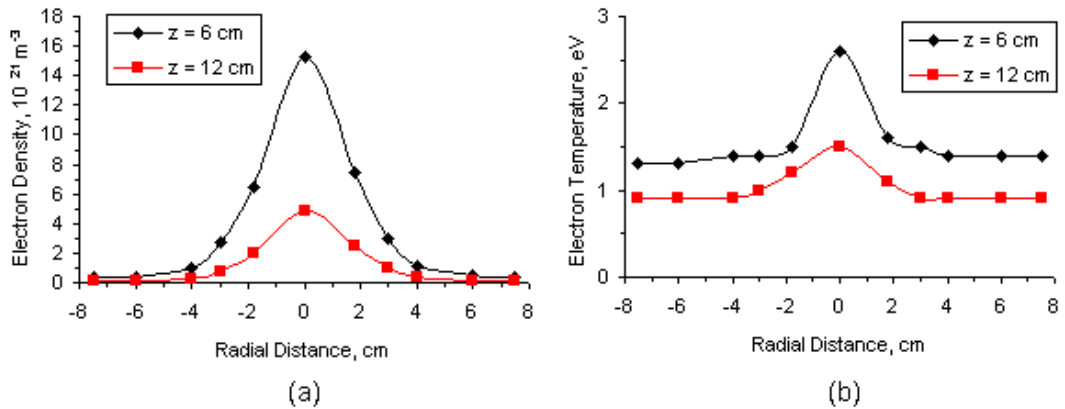 Electron Density, 10 ²¹ m⁻³
18
16
14
12
10
8
6
4
2
0
z = 6 cm
z = 12 cm
-8 -6 -4 -2 0 2 4 6 8
Radial Distance, cm
(a)
Electron Temperature, eV
3
2
1
0
z = 6 cm
z = 12 cm
-8 -6 -4 -2 0 2 4 6 8
Radial Distance, cm
(b)